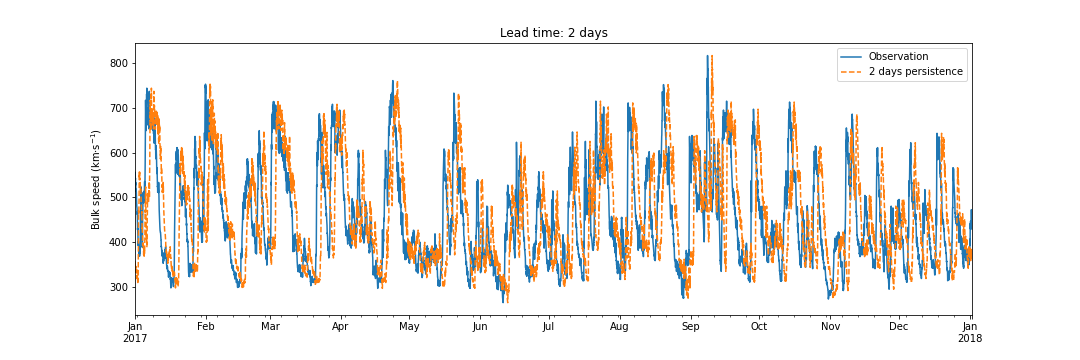 Lead time: 2 days
Observation
2 days persistence
Bulk speed (kms⁻¹)
800
700
600
500
400
300
Jan Feb Mar Apr May Jun Jul Aug Sep Oct Nov Dec Jan
2017 2018